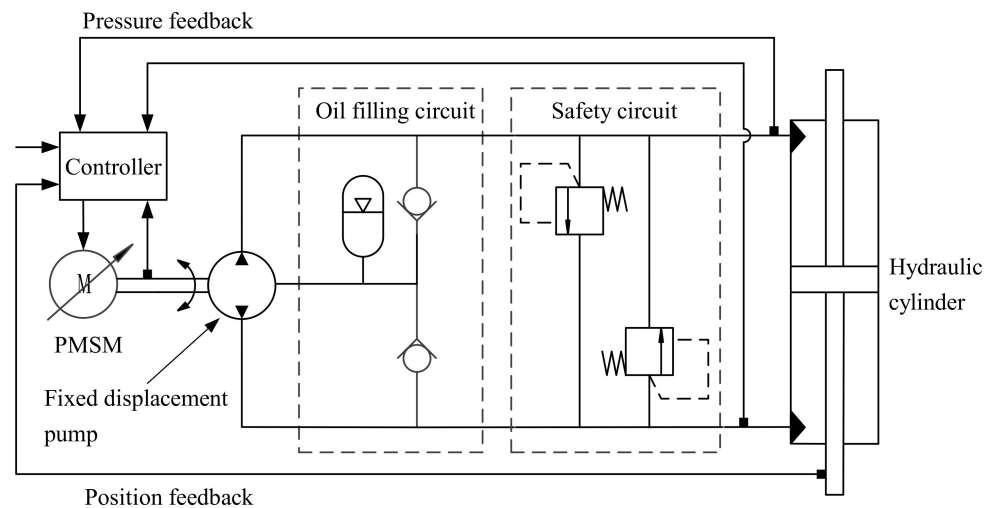 Pressure feedback
Oil filling circuit
Safety circuit
Controller
M
PMSM
Hydraulic
cylinder
Fixed displacement
pump
Position feedback